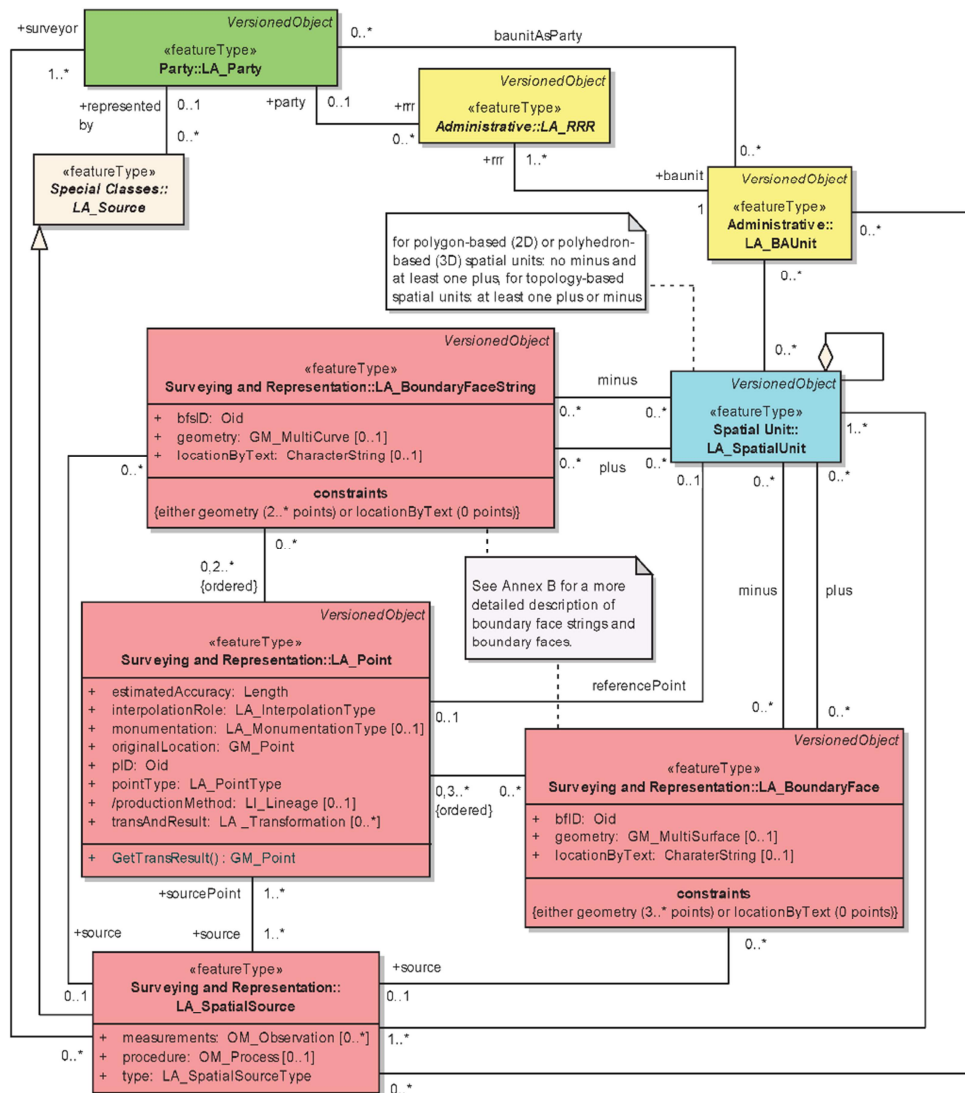 +surveyor
1..*
VersionedObject
«featureType»
Party::LA_Party
0..*
baunitAsParty
+represented
by
0..1
0..*
+party
0..1
+rrr
0..*
VersionedObject
«featureType»
Administrative::LA_RRR
+rrr
1..*
«featureType»
Special Classes::
LA_Source
0..*
+baunit
1
VersionedObject
«featureType»
Administrative::
LA_BAUnit
0..*
0..*
for polygon-based (2D) or polyhedron-
based (3D) spatial units: no minus and
at least one plus, for topology-based
spatial units: at least one plus or minus
VersionedObject
«featureType»
Surveying and Representation::LA_BoundaryFaceString
+ bfsID: Oid
+ geometry: GM_MultiCurve [0..1]
+ locationByText: CharacterString [0..1]
constraints
{either geometry (2..* points) or locationByText (0 points)}
0..*
minus
0..*
0..*
0..*
plus
0..*
0..*
VersionedObject
«featureType»
Spatial Unit::
LA_SpatialUnit
1..*
0..1
0..*
0..*
0..*
0,2..*
{ordered}
See Annex B for a more
detailed description of
boundary face strings and
boundary faces.
minus
plus
VersionedObject
«featureType»
Surveying and Representation::LA_Point
+ estimatedAccuracy: Length
+ interpolationRole: LA_InterpolationType
+ monumentation: LA_MonumentationType [0..1]
+ originalLocation: GM_Point
+ pID: Oid
+ pointType: LA_PointType
+ /productionMethod: LI_Lineage [0..1]
+ transAndResult: LA _Transformation [0..*]
+ GetTransResult() : GM_Point
referencePoint
0..1
0..*
0..*
0,3..*
{ordered}
0..*
VersionedObject
«featureType»
Surveying and Representation::LA_BoundaryFace
+ bfID: Oid
+ geometry: GM_MultiSurface [0..1]
+ locationByText: CharaterString [0..1]
constraints
{either geometry (3..* points) or locationByText (0 points)}
0..*
+sourcePoint
1..*
+source
+source
1..*
+source
0..1
0..1
«featureType»
Surveying and Representation::
LA_SpatialSource
+ measurements: OM_Observation [0..*]
+ procedure: OM_Process [0..1]
+ type: LA_SpatialSourceType
0..*
1..*
0..*